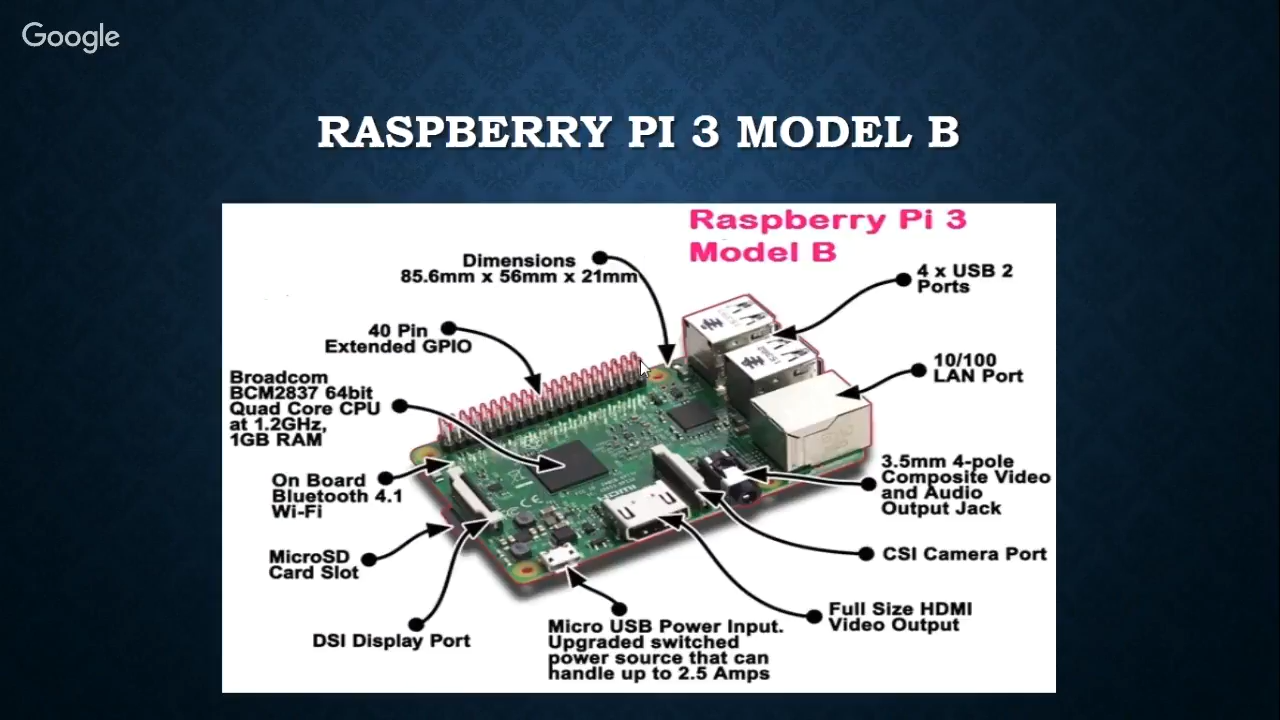 Google
RASPBERRY PI 3 MODEL B
Raspberry Pi 3
Model B
Dimensions
85.6mm x 56mm x 21mm
4 x USB 2
Ports
40 Pin
Extended GPIO
10/100
LAN Port
Broadcom
BCM2837 64bit
Quad Core CPU
at 1.2GHz,
1GB RAM
3.5mm 4-pole
Composite Video
and Audio
Output Jack
On Board
Bluetooth 4.1
Wi-Fi
CSI Camera Port
MicroSD
Card Slot
Full Size HDMI
Video Output
DSI Display Port
Micro USB Power Input.
Upgraded switched
power source that can
handle up to 2.5 Amps